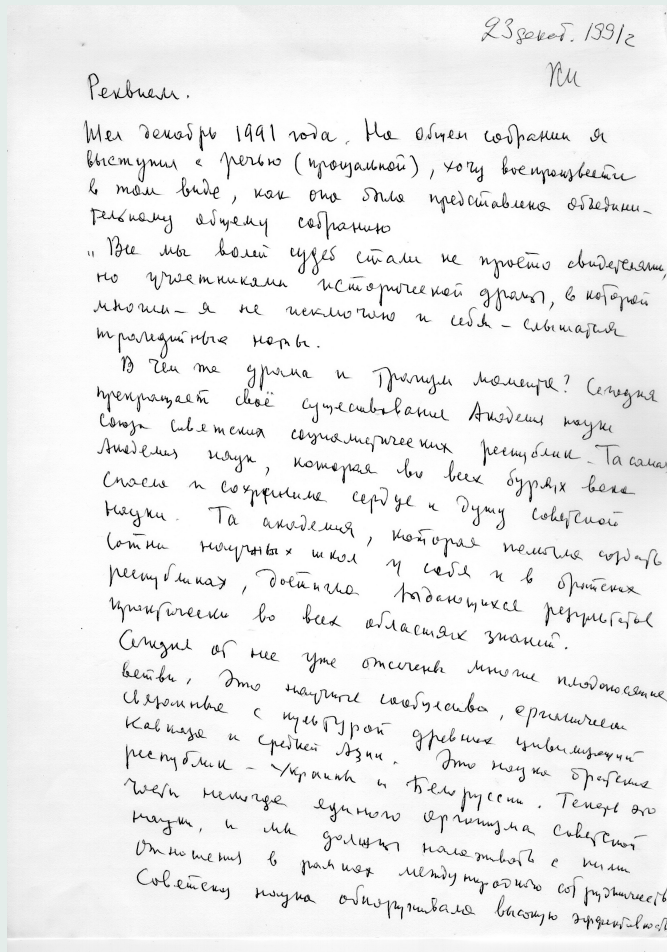 23 декаб. 1991 г
Реквием.
Шел декабрь 1991 года. На общем собрании я
выступил с речью (прощальной), хочу воспроизвести
в том виде, как она была представлена объедини-
тельному общему собранию
„Все мы волей судеб стали не просто свидетелями,
но участниками исторической драмы, в которой
многим – я не исключаю и себя – слышатся
трагедийные ноты.
В чем же драма и трагизм момента? Сегодня
прекращает своё существование Академия наук
Союза Советских социалистических республик. Та самая
Академия наук, которая во всех бурях века
спасла и сохранила сердце и душу советской
науки. Та академия, которая помогла создать
сотни научных школ у себя и в братских
республиках, достигла выдающихся результатов
практически во всех областях знаний.
Сегодня от нее уже отсечены многие плодоносящие
ветви. Это научные сообщества, органически
связанные с культурой древних цивилизаций
Кавказа и Средней Азии. Это наука братских
республик – Украины и Белоруссии. Теперь это
части некогда единого организма советской
науки, и мы должны налаживать с ними
отношения в рамках международного сотрудничества
Советская наука обнаруживала высокую эффективность